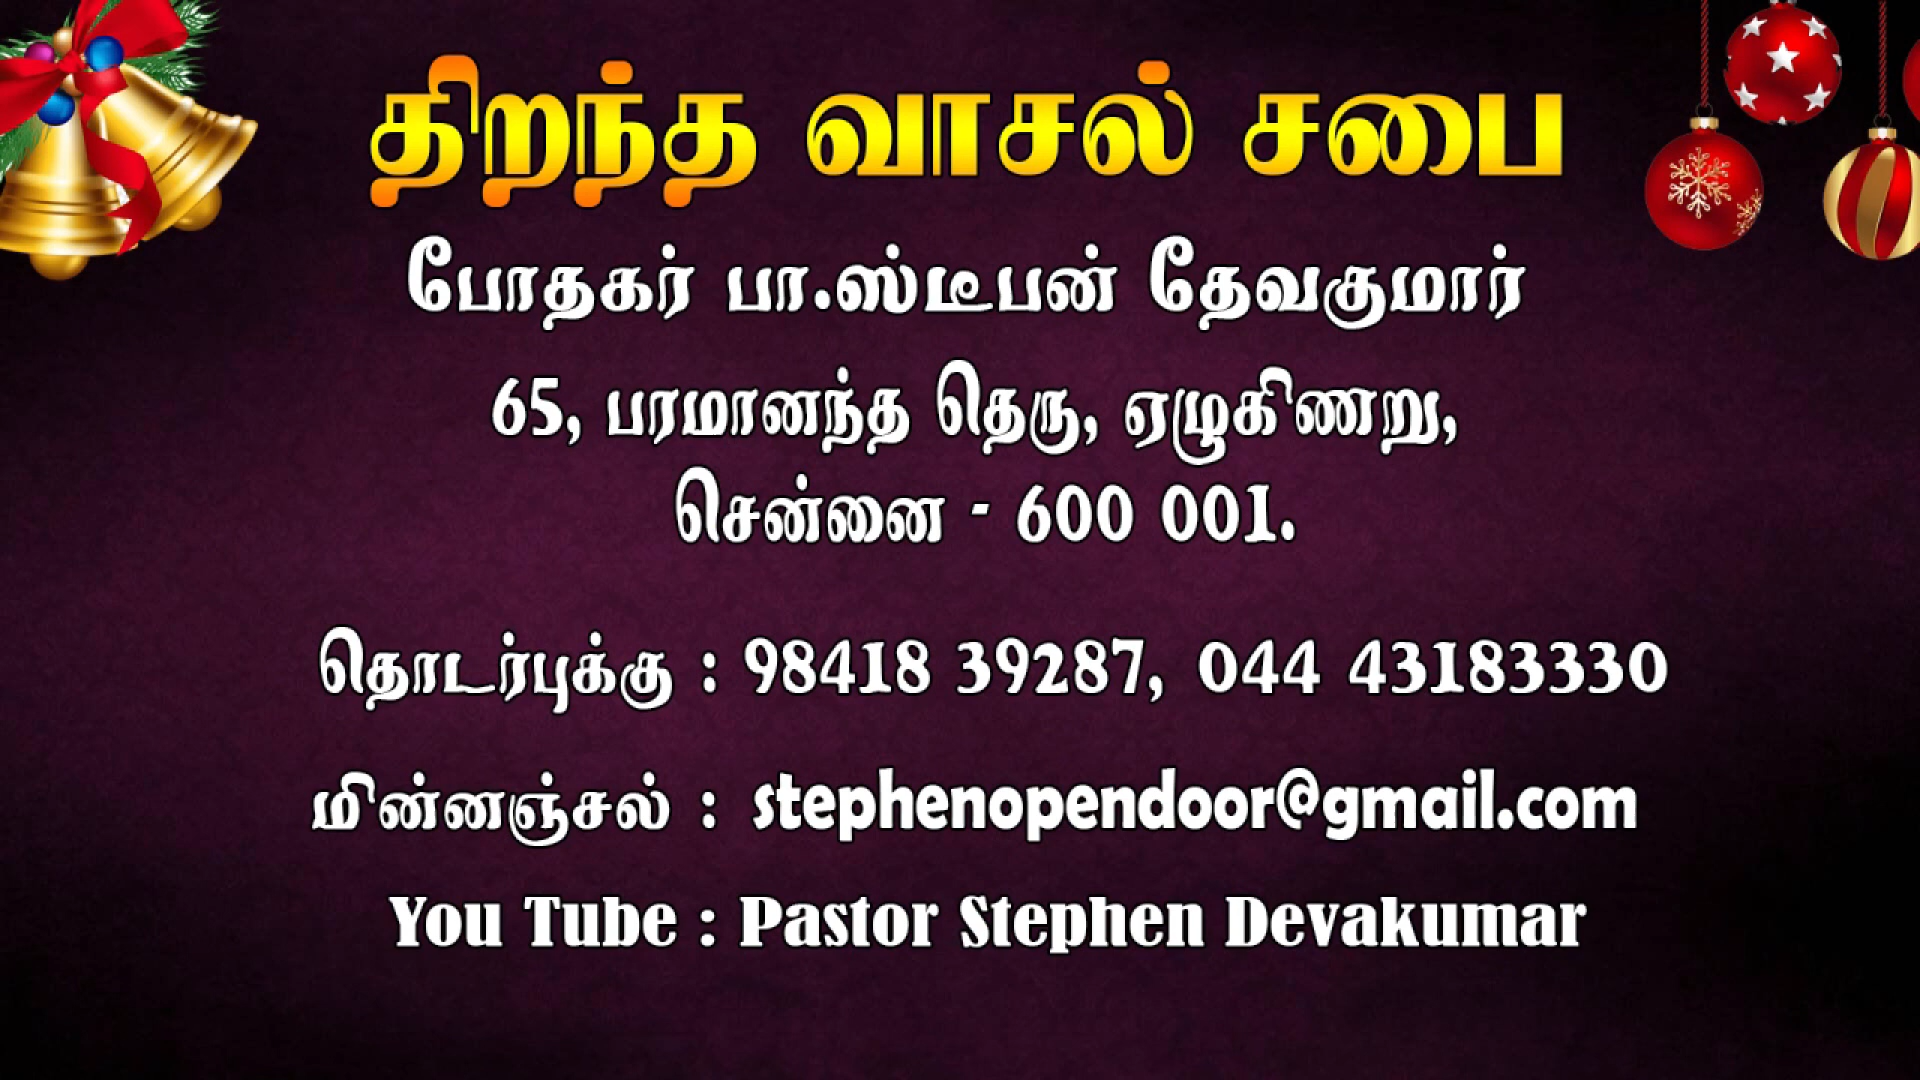 திறந்த வாசல் சபை
போதகர் பா.ஸ்டீபன் தேவகுமார்
65, பரமானந்த தெரு, ஏழுகிணறு,
சென்னை - 600 001.
தொடர்புக்கு : 98418 39287, 044 43183330
மின்னஞ்சல் : stephenopendoor@gmail.com
You Tube : Pastor Stephen Devakumar